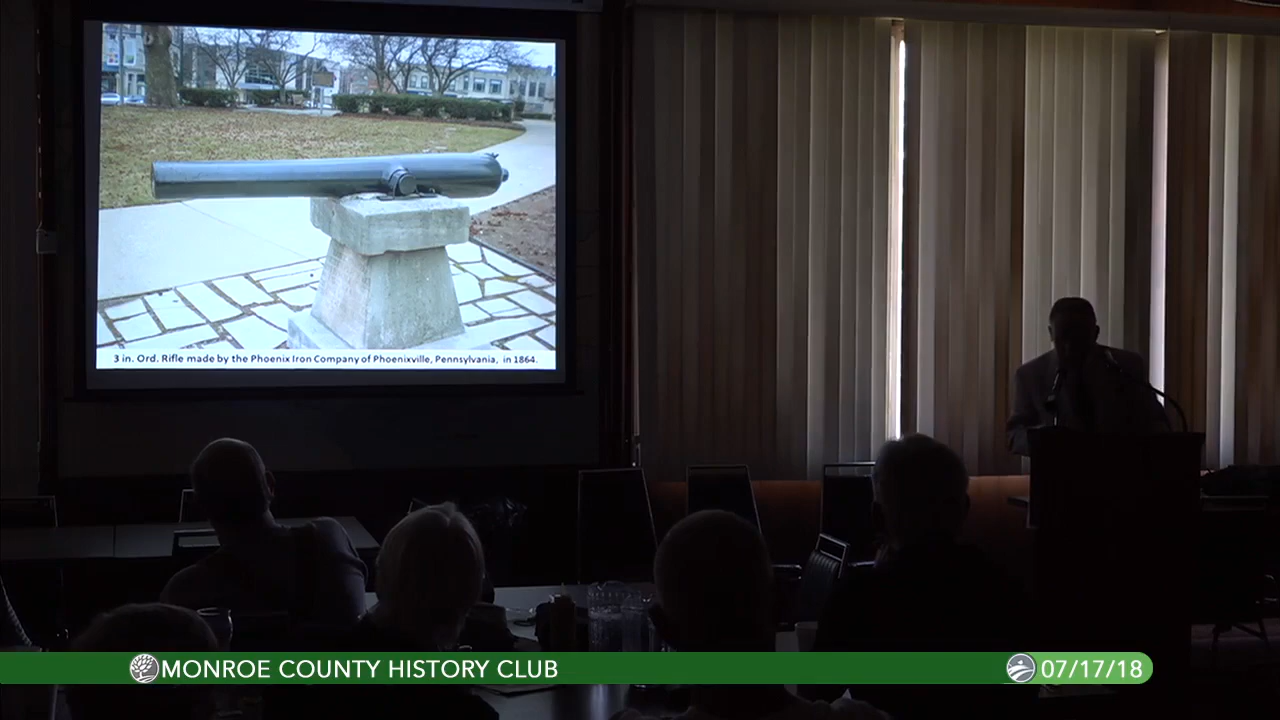 3 in. Ord. Rifle made by the Phoenix Iron Company of Phoenixville, Pennsylvania, in 1864.
MONROE COUNTY HISTORY CLUB
07/17/18